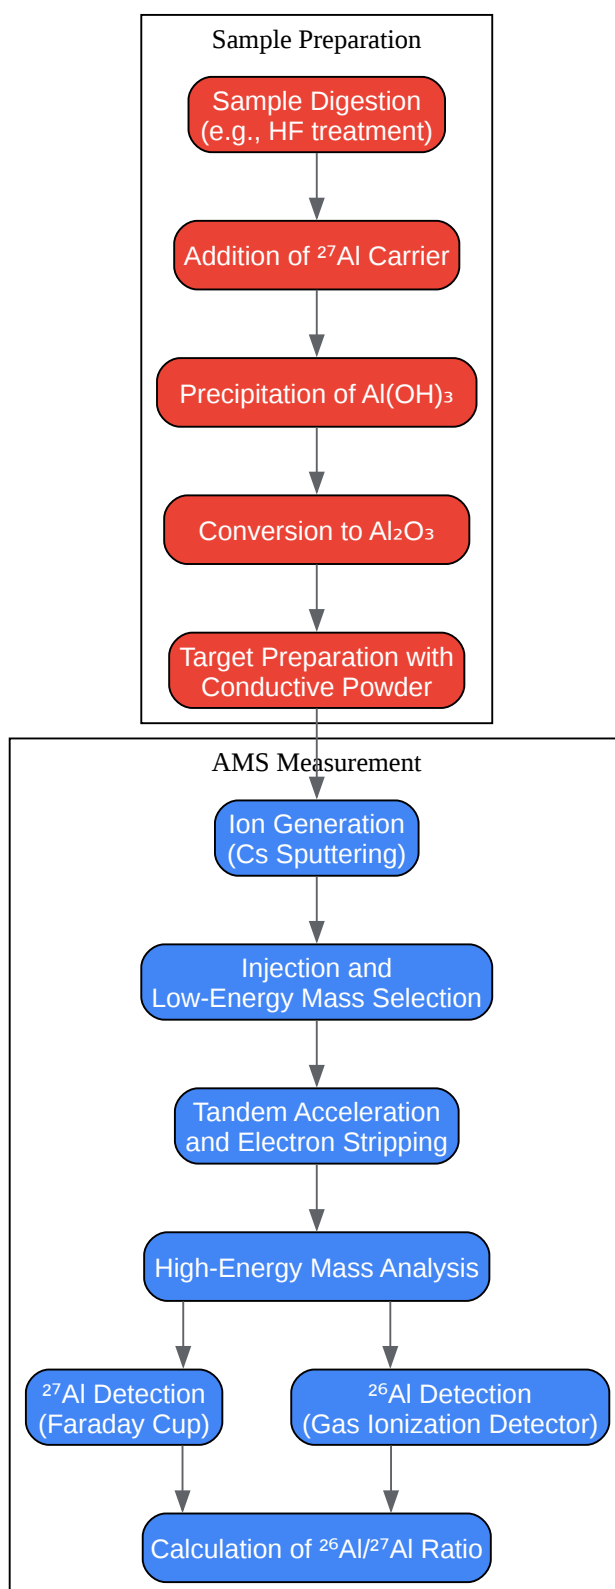 Sample Preparation
Sample Digestion
(e.g., HF treatment)
Addition of ²⁷Al Carrier
Precipitation of Al(OH)₃
Conversion to Al₂O₃
Target Preparation with
Conductive Powder
AMS Measurement
Ion Generation
(Cs Sputtering)
Injection and
Low-Energy Mass Selection
Tandem Acceleration
and Electron Stripping
High-Energy Mass Analysis
²⁷Al Detection
(Faraday Cup)
²⁶Al Detection
(Gas Ionization Detector)
Calculation of ²⁶Al/²⁷Al Ratio